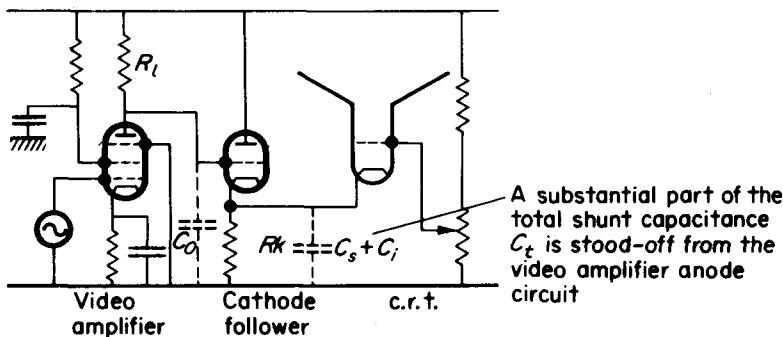 R_l
C_o
Rk
C_s + C_i
A substantial part of the
total shunt capacitance
C_t is stood-off from the
video amplifier anode
circuit
Video
amplifier
Cathode
follower
c.r.t.